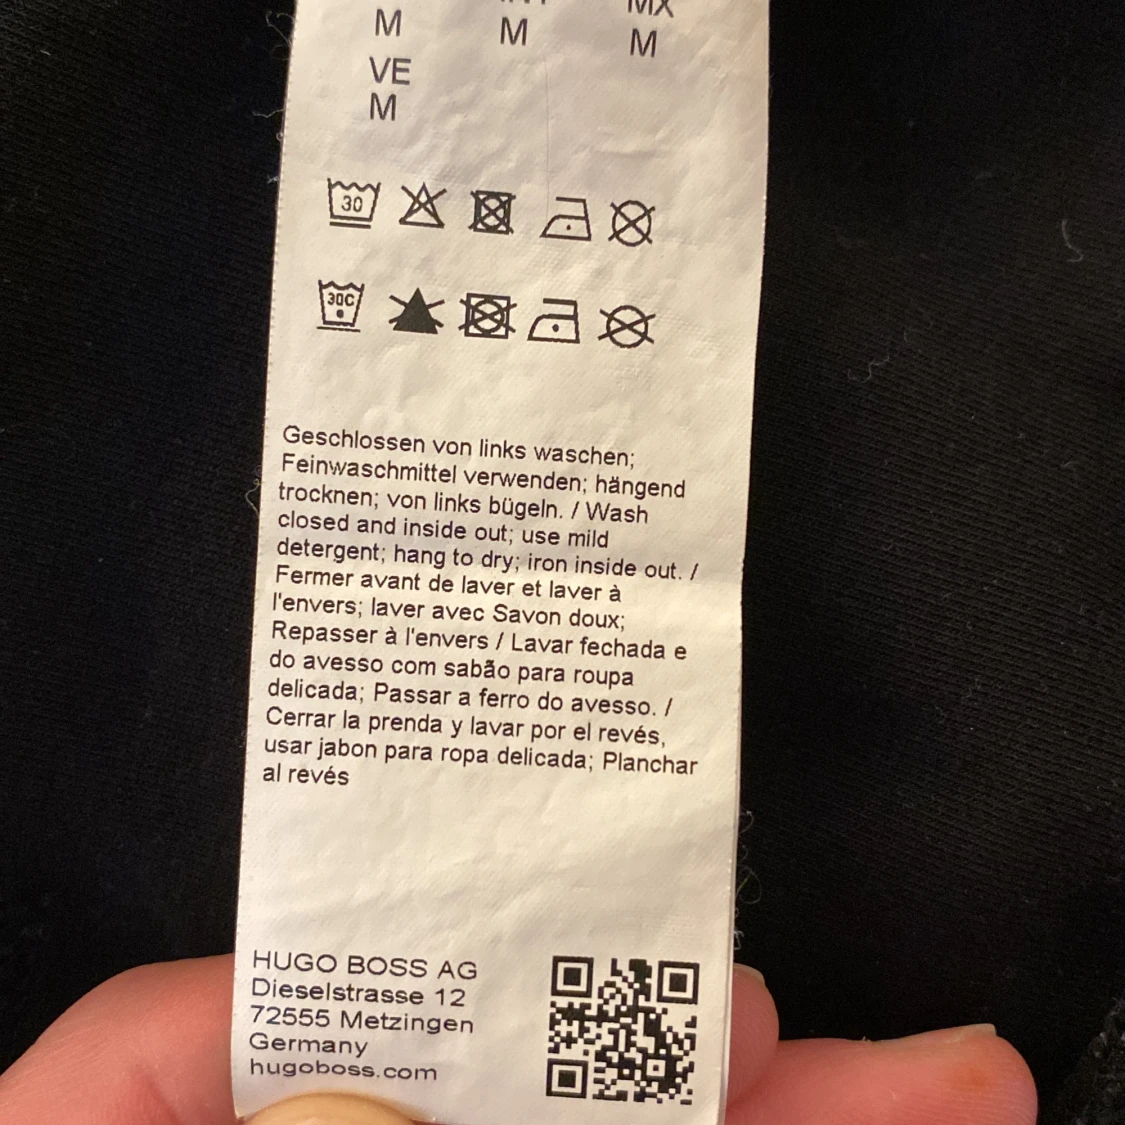 MX
M M M
VE
M
30
30C
Geschlossen von links waschen;
Feinwaschmittel verwenden; hängend
trocknen; von links bügeln. / Wash
closed and inside out; use mild
detergent; hang to dry; iron inside out. /
Fermer avant de laver et laver à
l'envers; laver avec Savon doux;
Repasser à l'envers / Lavar fechada e
do avesso com sabão para roupa
delicada; Passar a ferro do avesso. /
Cerrar la prenda y lavar por el revés,
usar jabon para ropa delicada; Planchar
al revés
HUGO BOSS AG
Dieselstrasse 12
72555 Metzingen
Germany
hugoboss.com